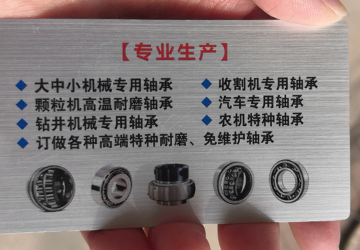 【专业生产】
大中小机械专用轴承 收割机专用轴承
颗粒机高温耐磨轴承 汽车专用轴承
钻井机械专用轴承 农机特种轴承
订做各种高端特种耐磨、免维护轴承